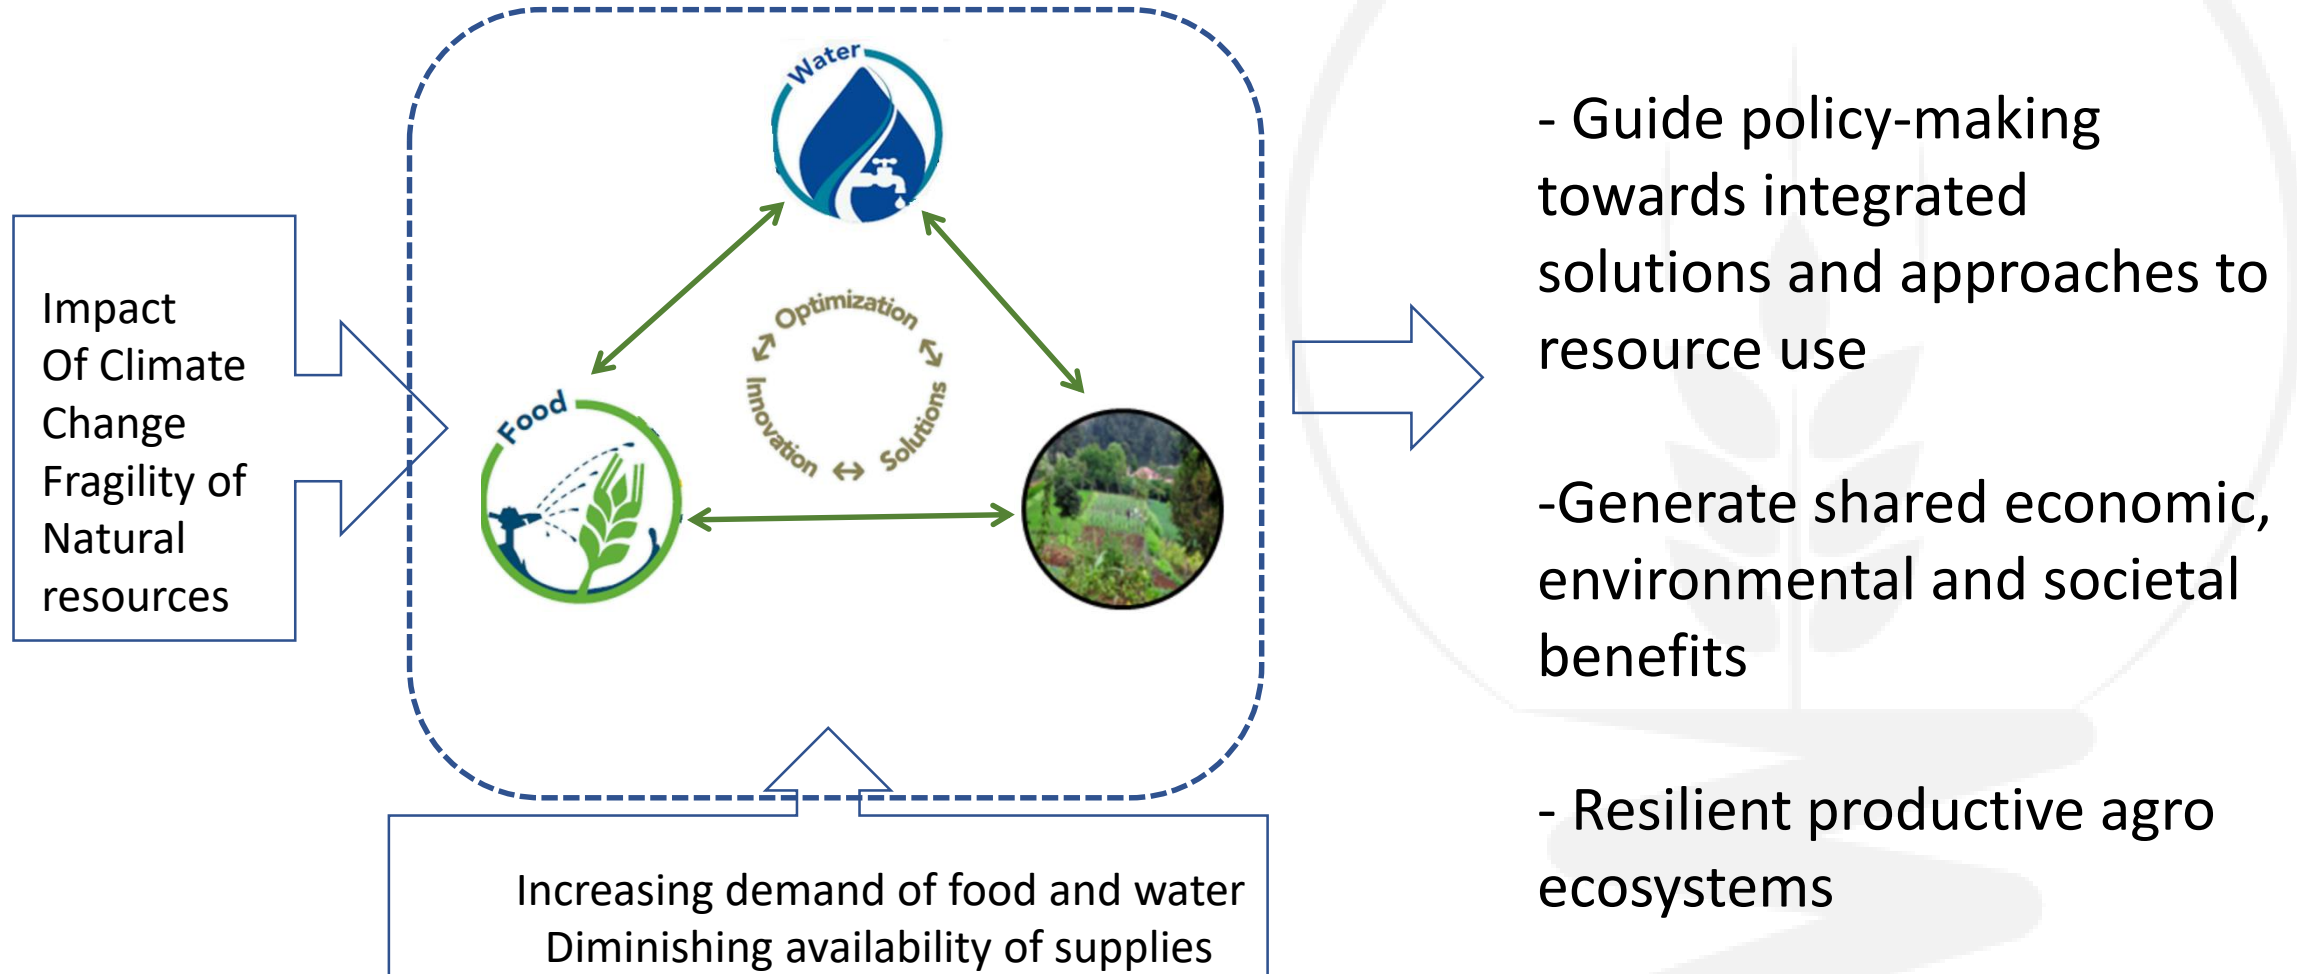 Impact
Of Climate
Change
Fragility of
Natural
resources
Water
Food
Optimization
Solutions
Innovation
Increasing demand of food and water
Diminishing availability of supplies
- Guide policy-making
towards integrated
solutions and approaches to
resource use
-Generate shared economic,
environmental and societal
benefits
- Resilient productive agro
ecosystems